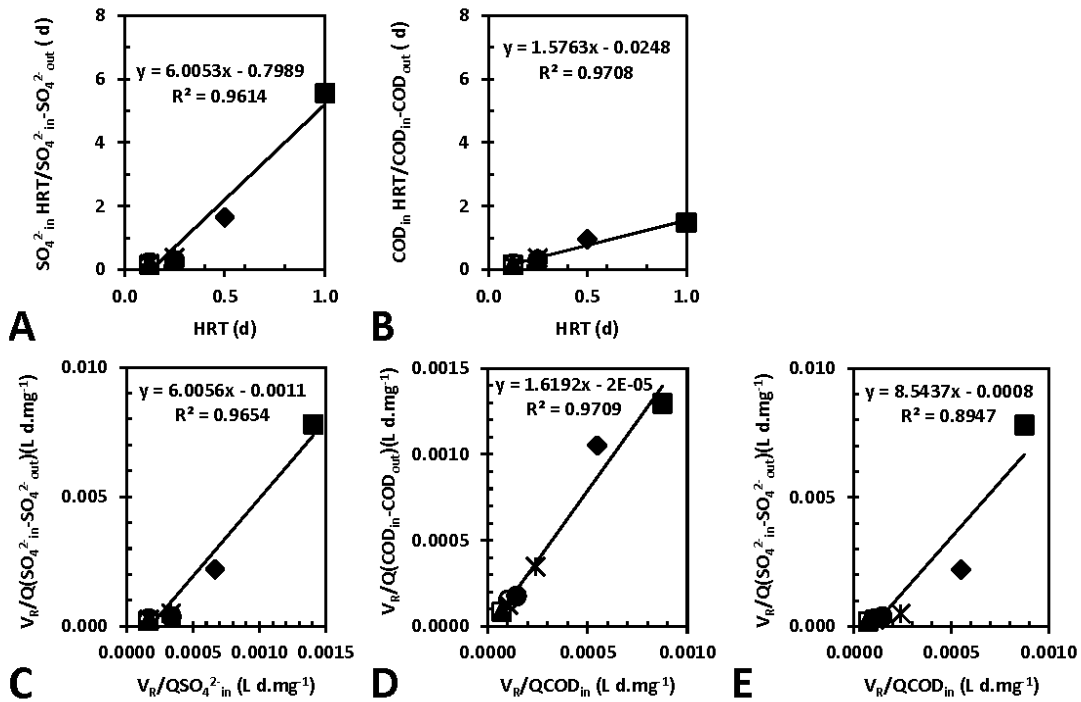 SO₄²⁻ᵢₙ HRT/SO₄²⁻ᵢₙ-SO₄²⁻ₒᵤₜ ( d)
8
6
4
2
0
y = 6.0053x - 0.7989
R² = 0.9614
0.0 0.5 1.0
HRT (d)
A
CODᵢₙ HRT/CODᵢₙ-CODₒᵤₜ ( d)
8
6
4
2
0
y = 1.5763x - 0.0248
R² = 0.9708
0.0 0.5 1.0
HRT (d)
B
V_R/Q(SO₄²⁻ᵢₙ-SO₄²⁻ₒᵤₜ)(L d.mg⁻¹)
0.010
0.005
0.000
y = 6.0056x - 0.0011
R² = 0.9654
0.0000 0.0005 0.0010 0.0015
V_R/QSO₄²⁻ᵢₙ (L d.mg⁻¹)
C
V_R/Q(CODᵢₙ-CODₒᵤₜ)(L d.mg⁻¹)
0.0015
0.0010
0.0005
0.0000
y = 1.6192x - 2E-05
R² = 0.9709
0.0000 0.0005 0.0010
V_R/QCODᵢₙ (L d.mg⁻¹)
D
V_R/Q(SO₄²⁻ᵢₙ-SO₄²⁻ₒᵤₜ)(L d.mg⁻¹)
0.010
0.005
0.000
y = 8.5437x - 0.0008
R² = 0.8947
0.0000 0.0005 0.0010
V_R/QCODᵢₙ (L d.mg⁻¹)
E